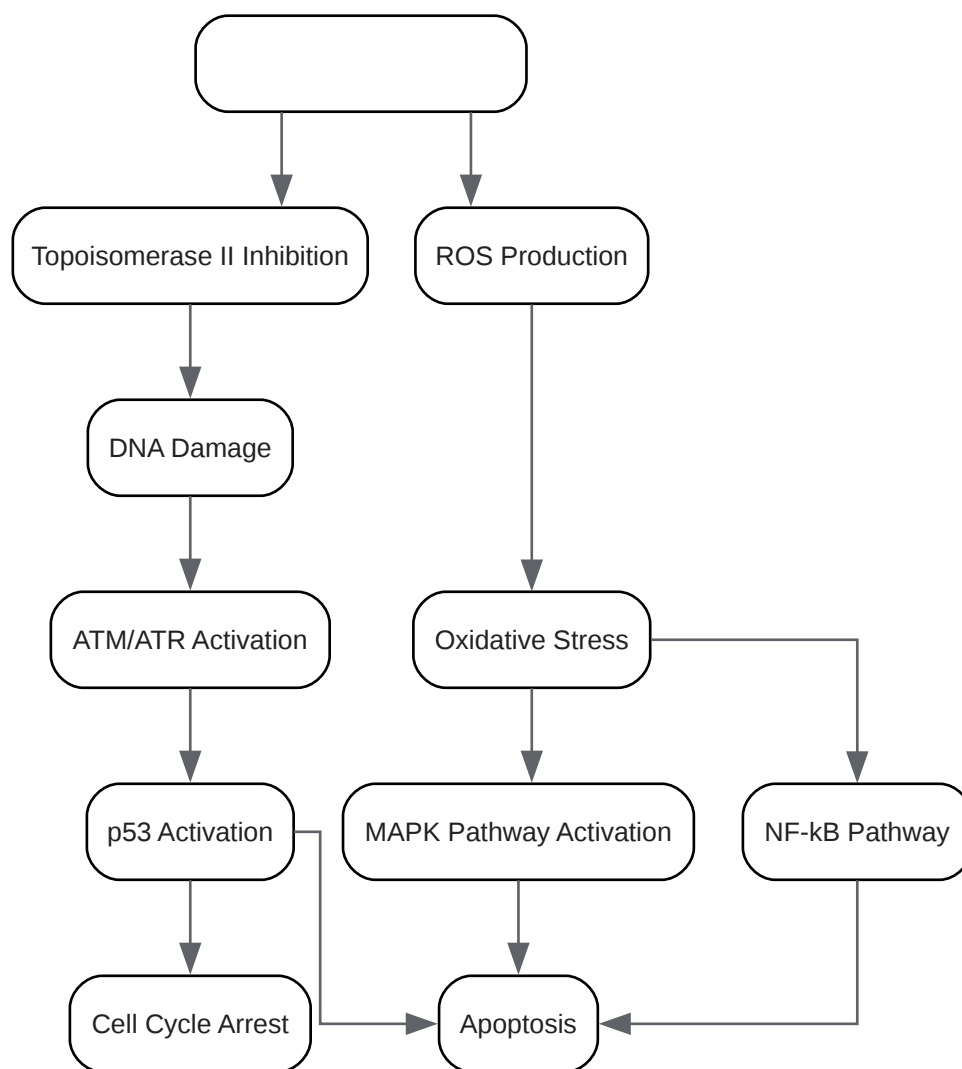 Topoisomerase II Inhibition
ROS Production
DNA Damage
ATM/ATR Activation
Oxidative Stress
p53 Activation
MAPK Pathway Activation
NF-kB Pathway
Cell Cycle Arrest
Apoptosis